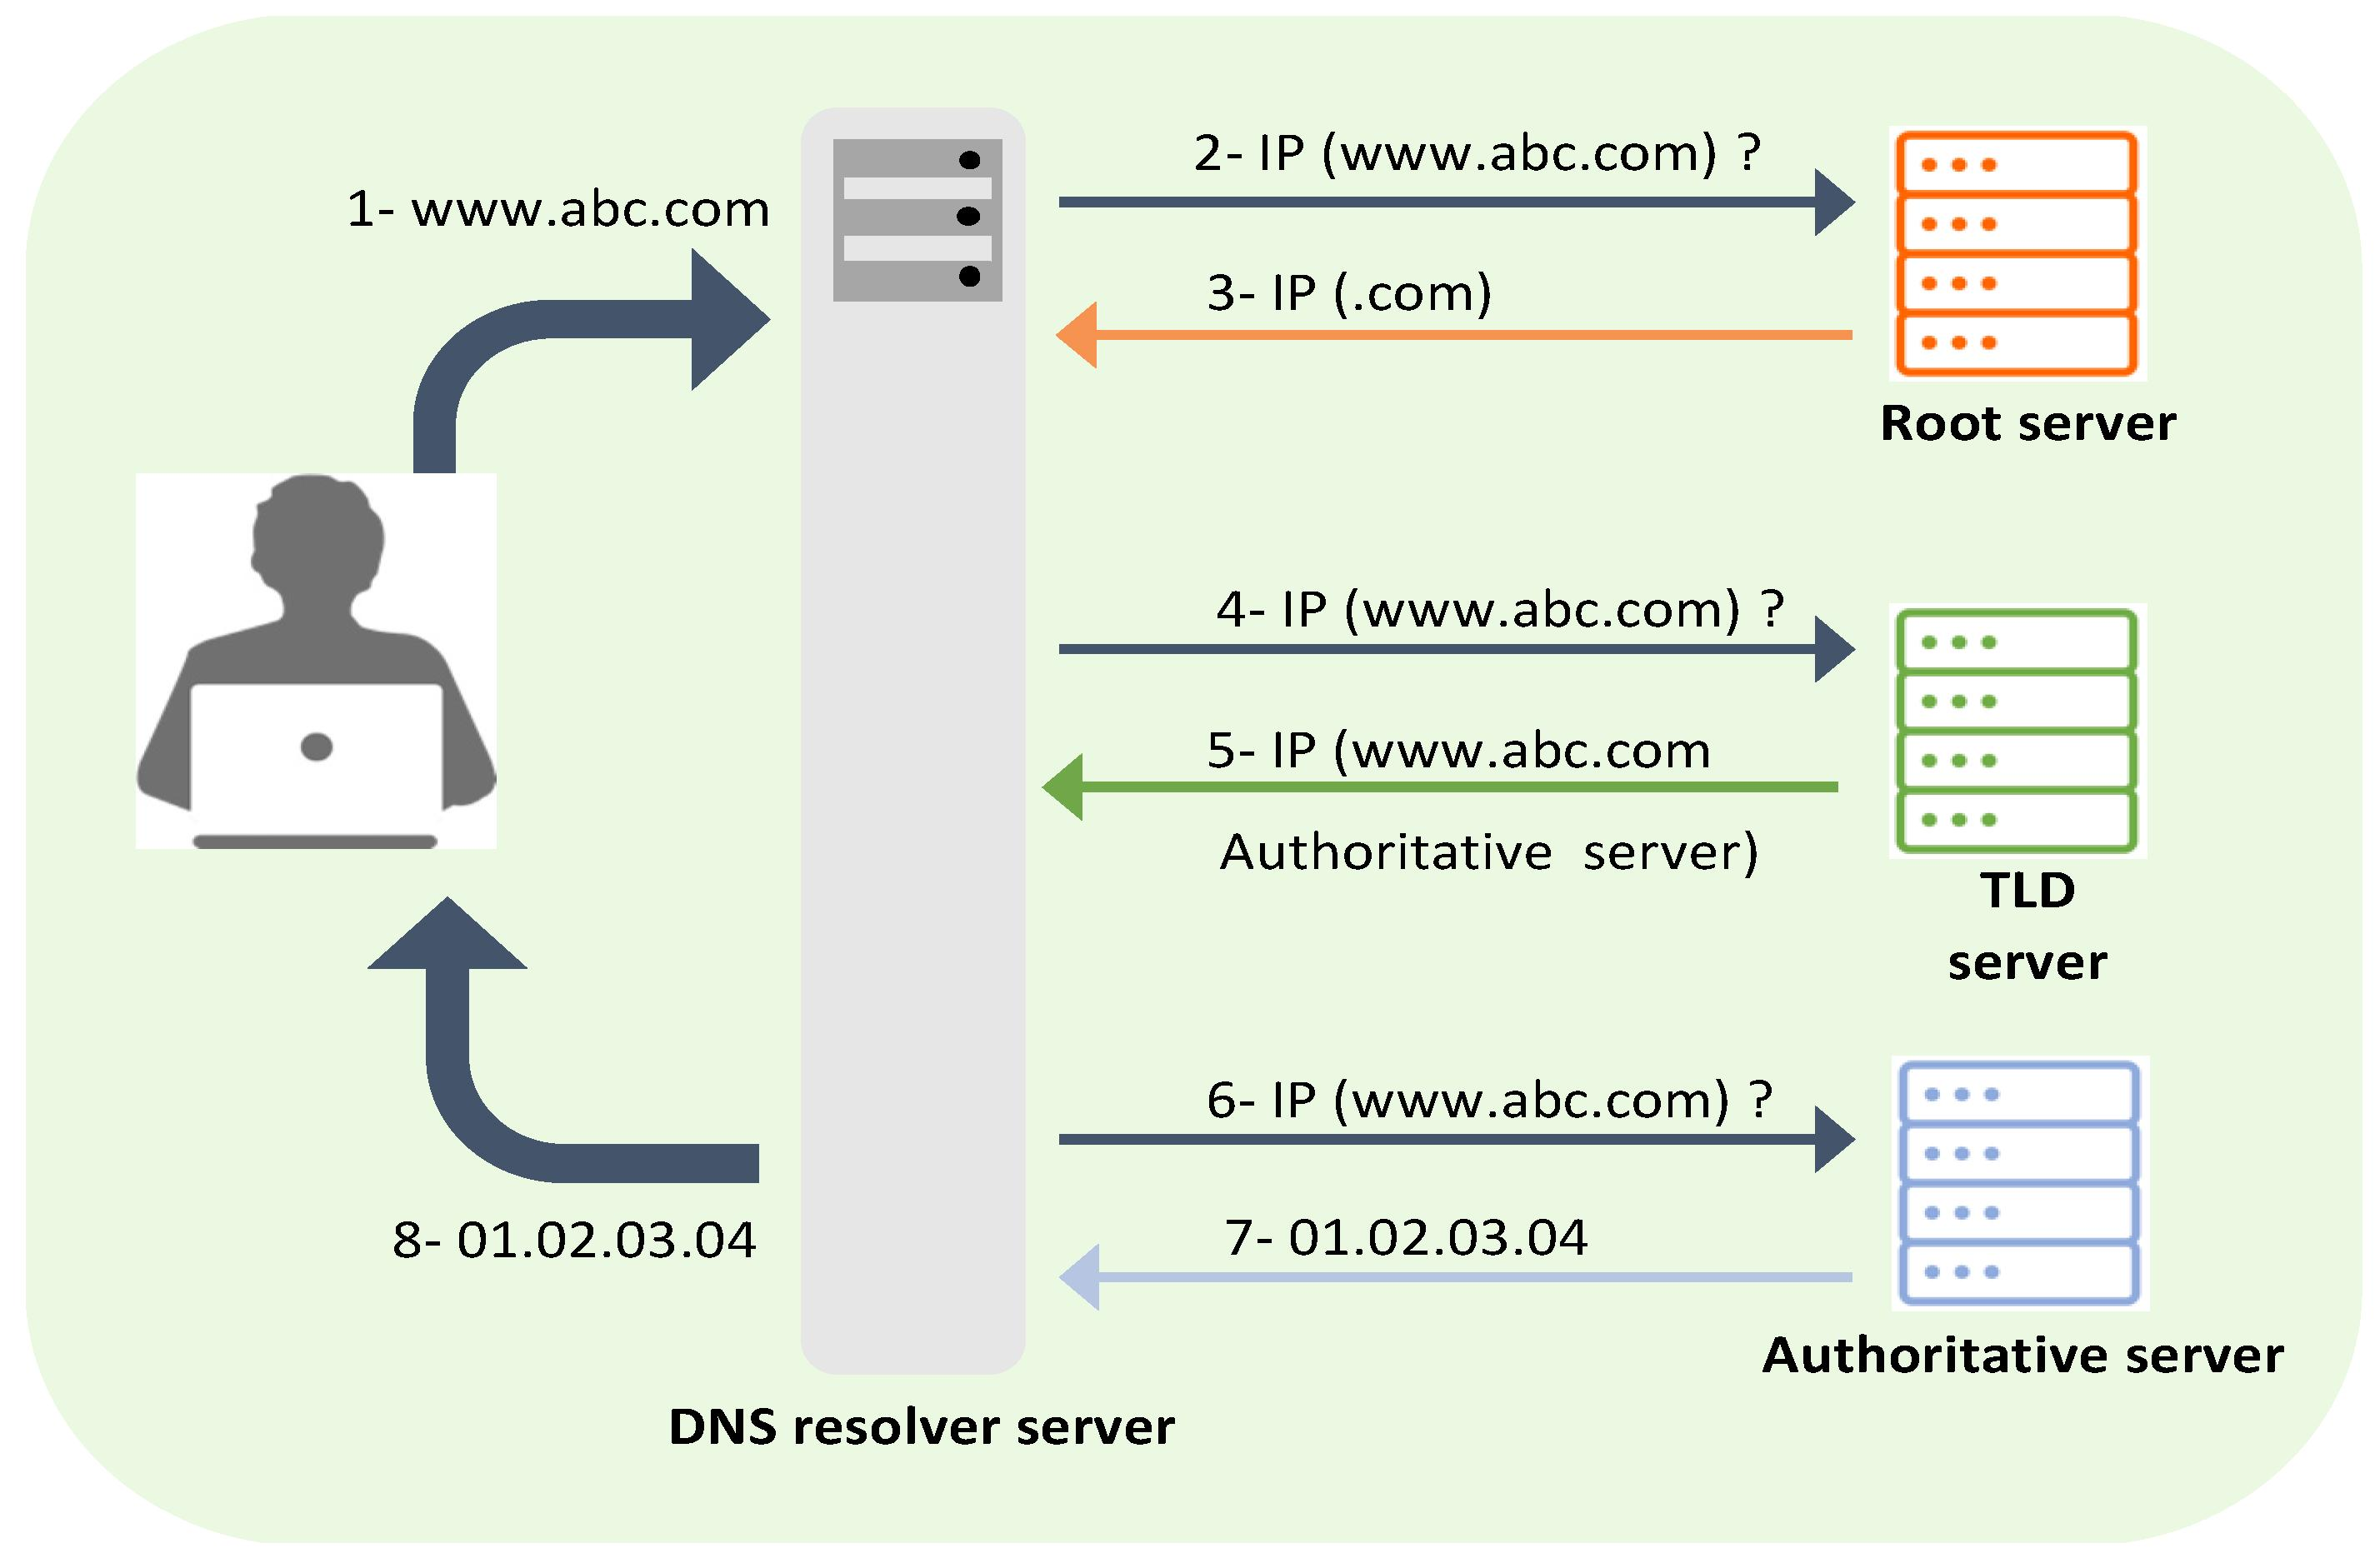 1- www.abc.com
2- IP (www.abc.com) ?
3- IP (.com)
Root server
4- IP (www.abc.com) ?
5- IP (www.abc.com
Authoritative server)
TLD
server
6- IP (www.abc.com) ?
7- 01.02.03.04
8- 01.02.03.04
Authoritative server
DNS resolver server